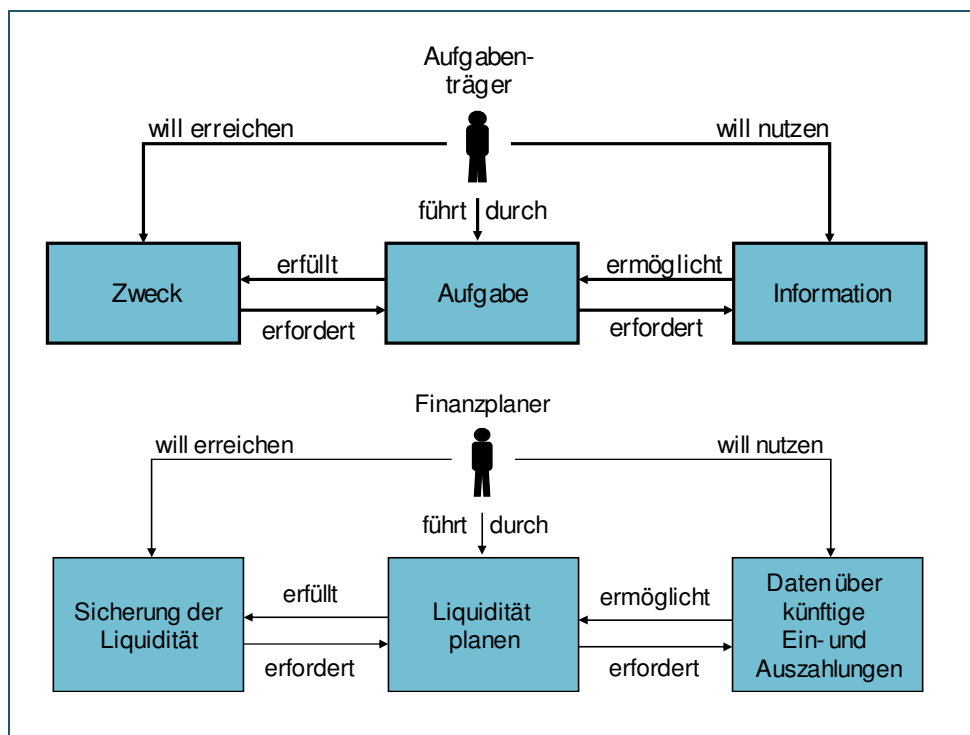 Aufgaben-
träger
will erreichen
will nutzen
führt durch
Zweck
erfüllt
erfordert
Aufgabe
ermöglicht
erfordert
Information
Finanzplaner
will erreichen
will nutzen
führt durch
Sicherung der
Liquidität
erfüllt
erfordert
Liquidität
planen
ermöglicht
erfordert
Daten über
künftige
Ein- und
Auszahlungen